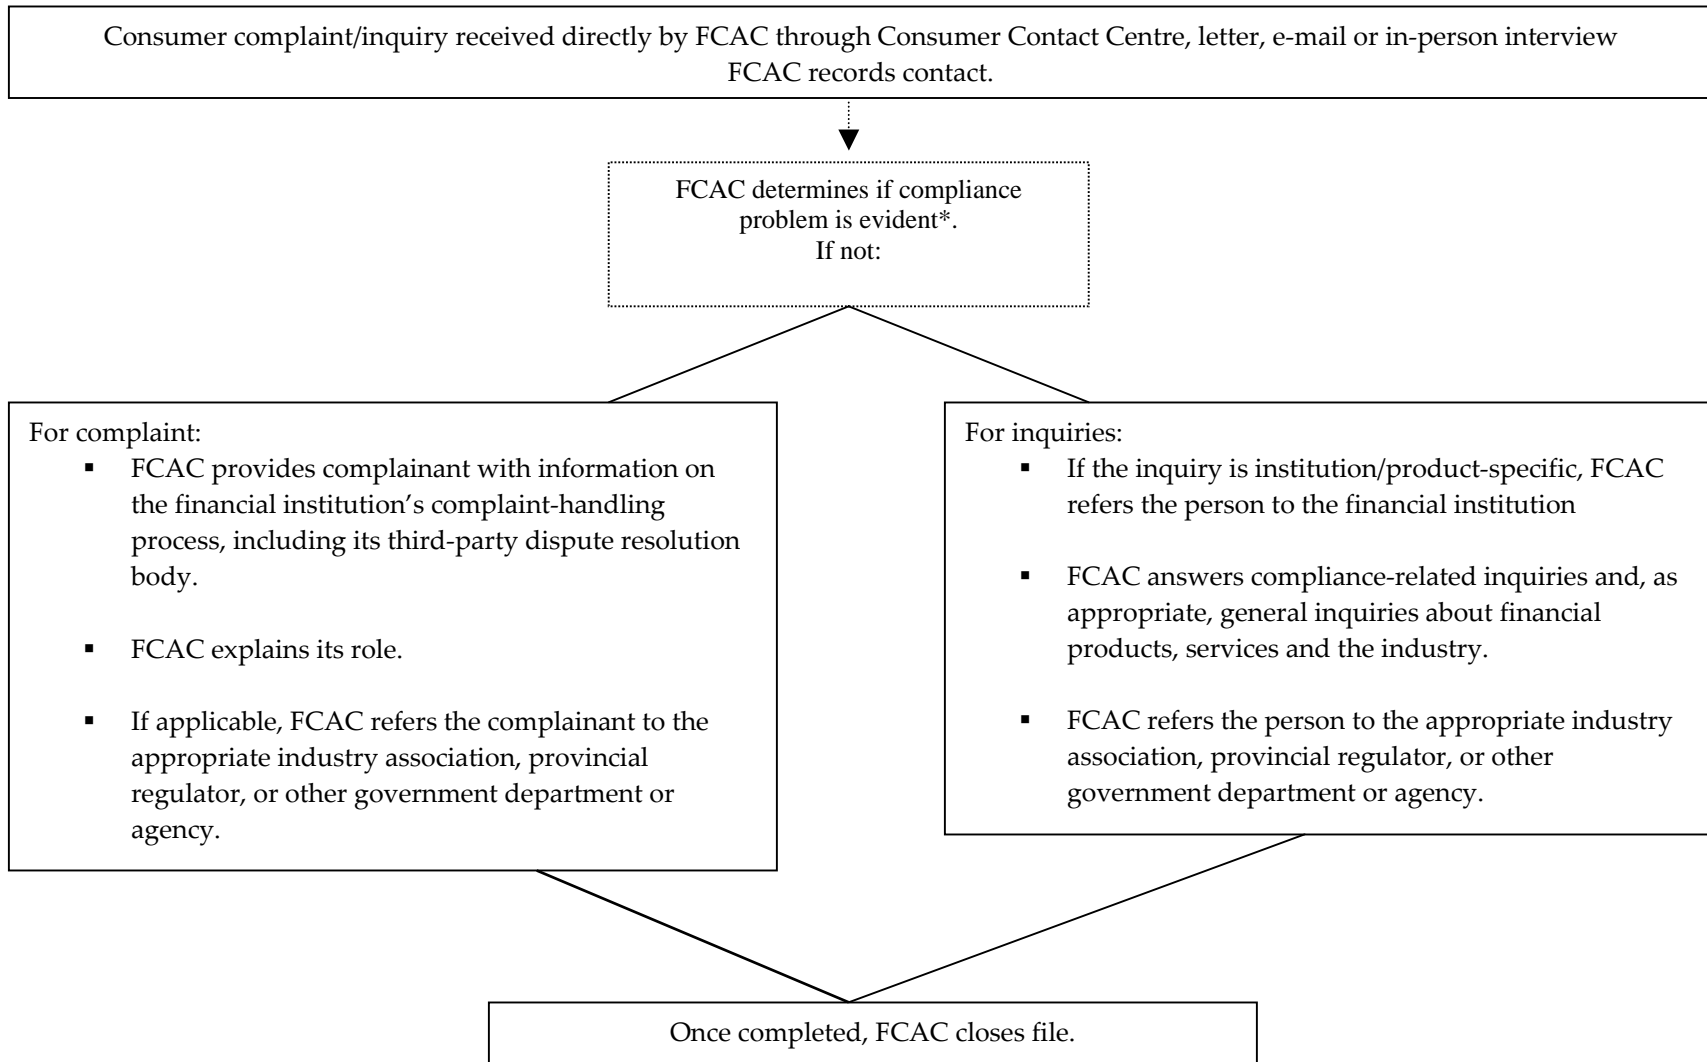 Consumer complaint/inquiry received directly by FCAC through Consumer Contact Centre, letter, e-mail or in-person interview
FCAC records contact.
FCAC determines if compliance
problem is evident*.
If not:
For complaint:
▪ FCAC provides complainant with information on
the financial institution’s complaint-handling
process, including its third-party dispute resolution
body.
▪ FCAC explains its role.
▪ If applicable, FCAC refers the complainant to the
appropriate industry association, provincial
regulator, or other government department or
agency.
For inquiries:
▪ If the inquiry is institution/product-specific, FCAC
refers the person to the financial institution
▪ FCAC answers compliance-related inquiries and, as
appropriate, general inquiries about financial
products, services and the industry.
▪ FCAC refers the person to the appropriate industry
association, provincial regulator, or other
government department or agency.
Once completed, FCAC closes file.